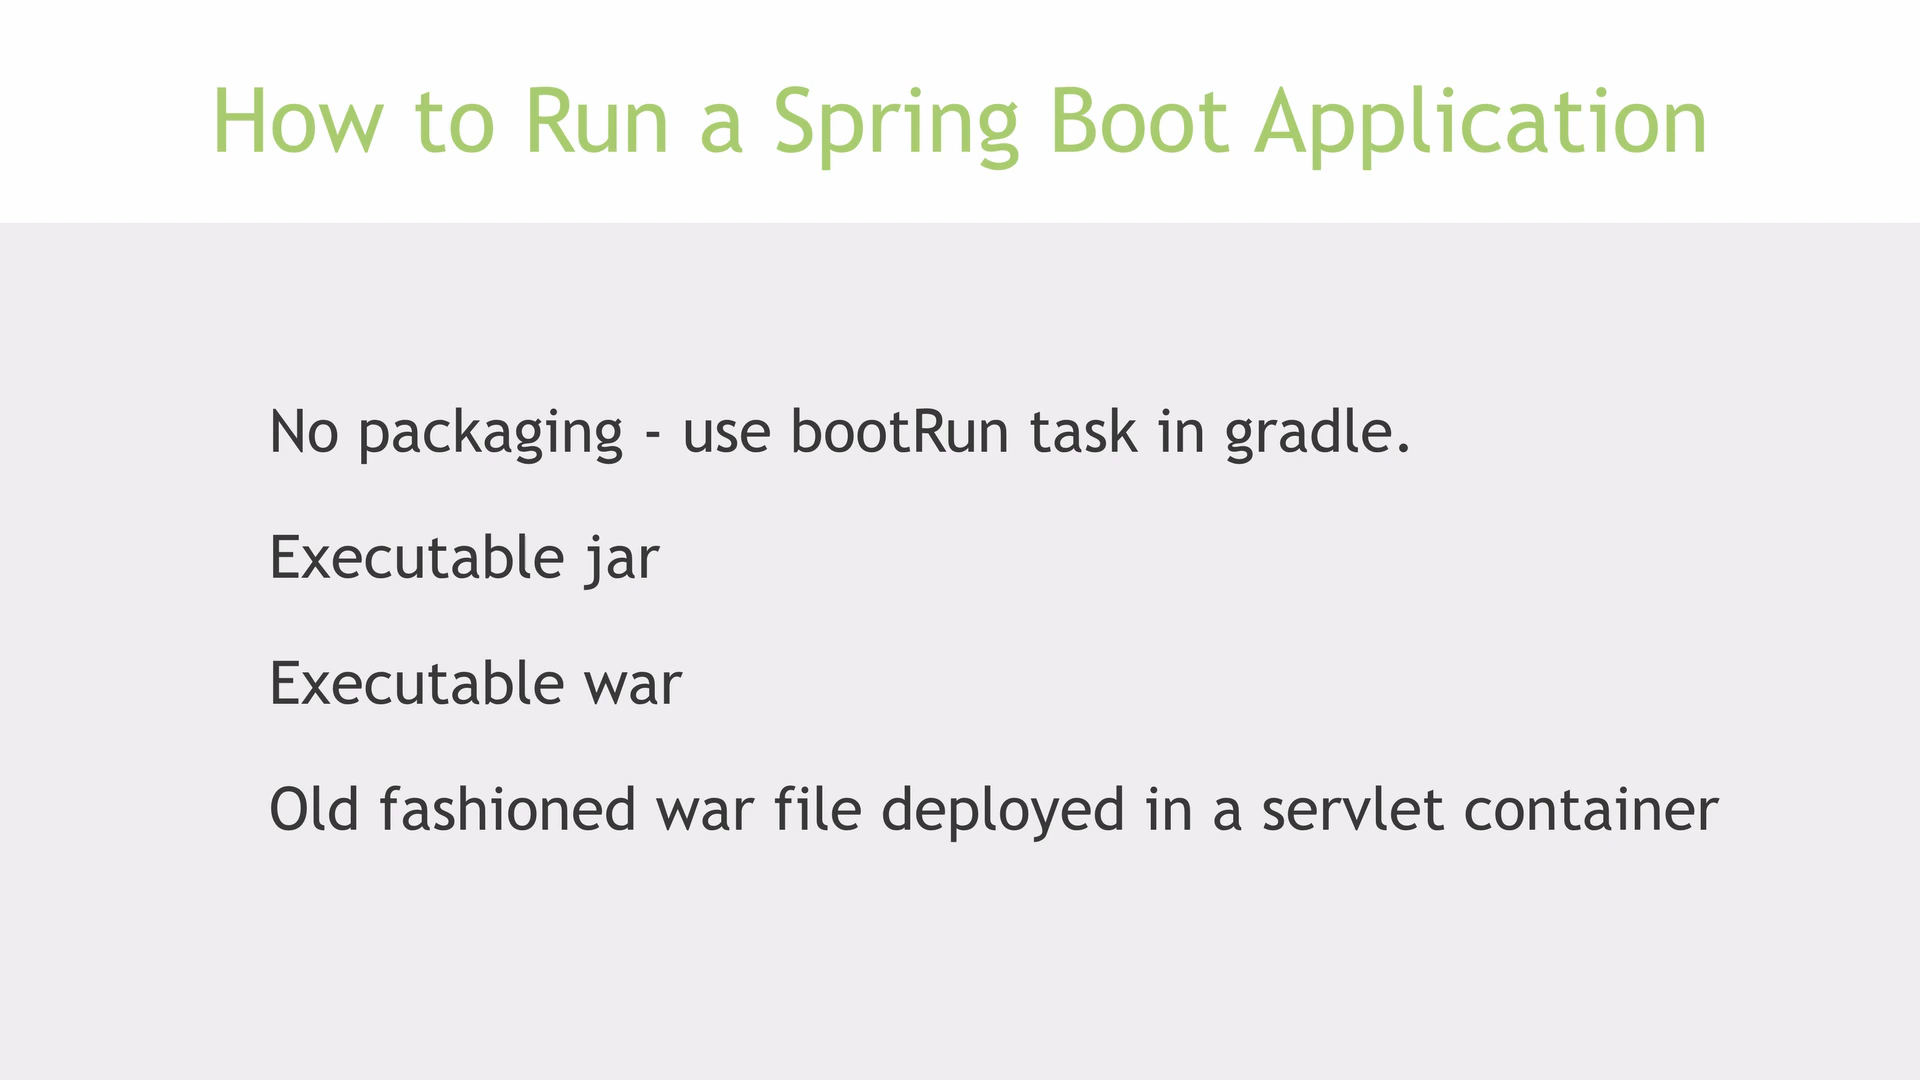 How to Run a Spring Boot Application
No packaging - use bootRun task in gradle.
Executable jar
Executable war
Old fashioned war file deployed in a servlet container